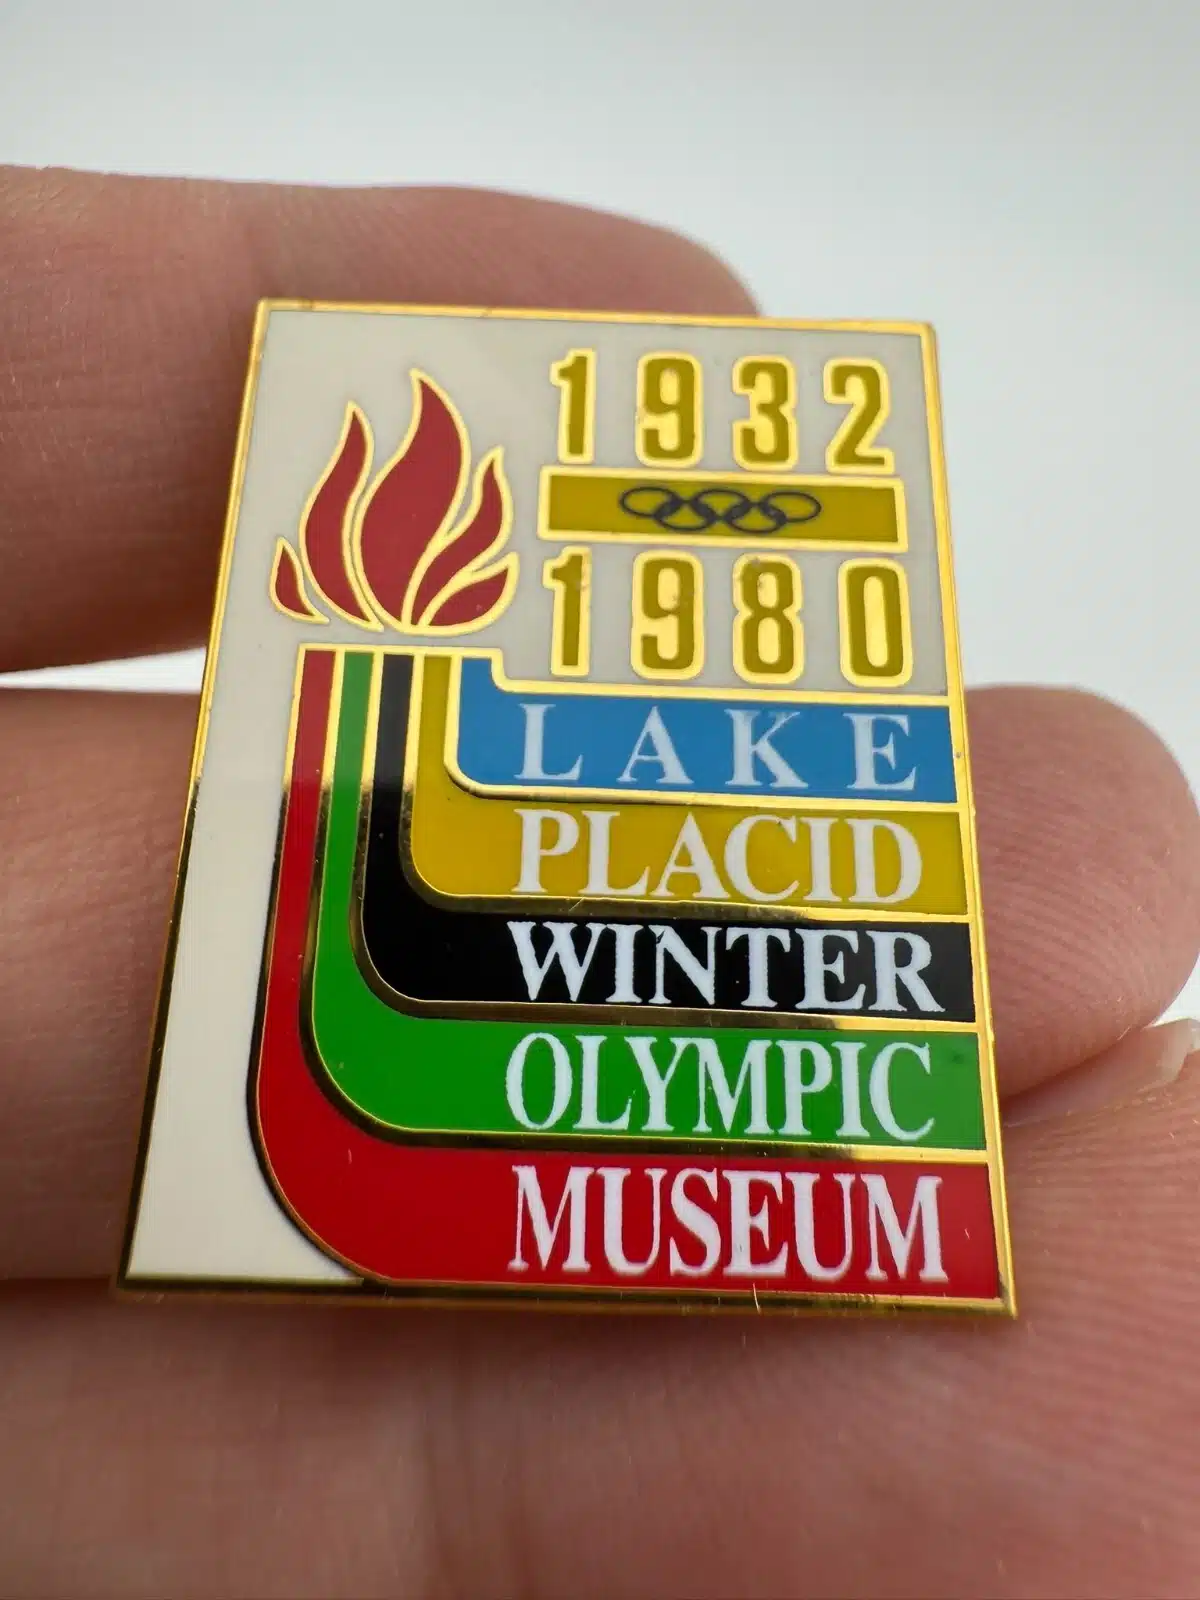 1932
1980
LAKE
PLACID
WINTER
OLYMPIC
MUSEUM